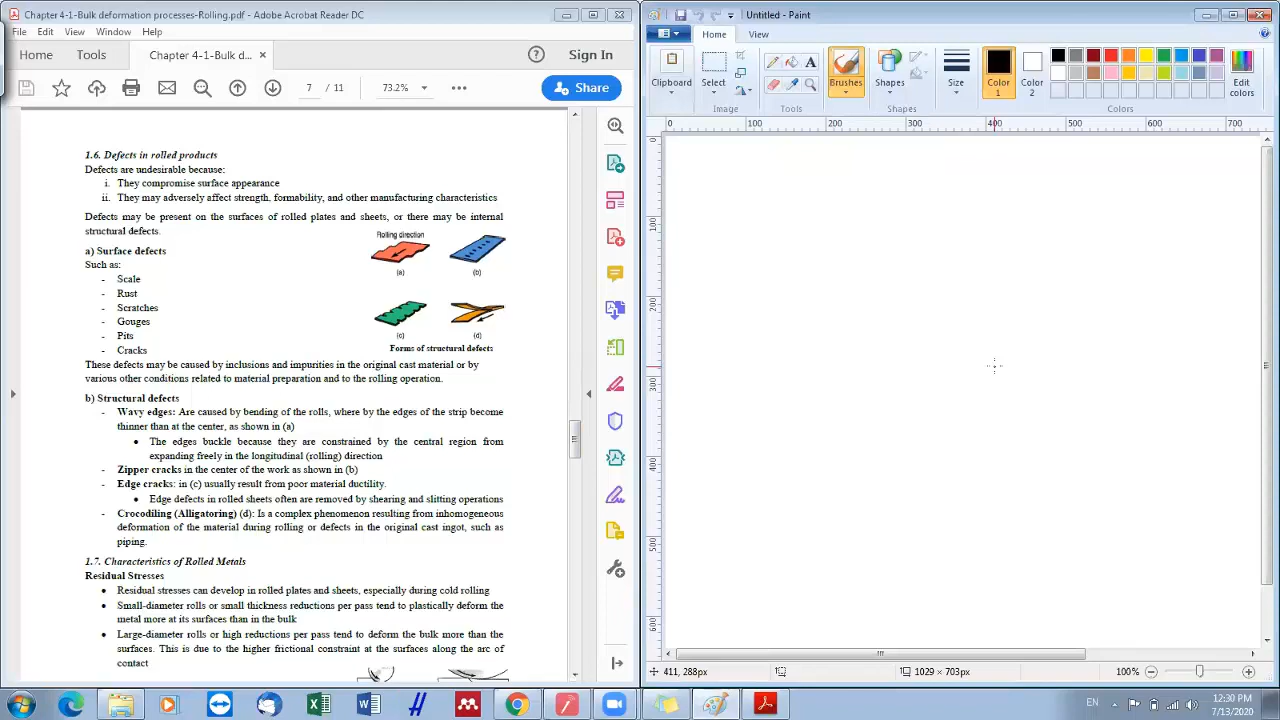 Chapter 4-1-Bulk deformation processes-Rolling.pdf - Adobe Acrobat Reader DC
File Edit View Window Help
Home Tools Chapter 4-1-Bulk d... × Sign In
7 / 11 73.2% Share
1.6. Defects in rolled products
Defects are undesirable because:
i. They compromise surface appearance
ii. They may adversely affect strength, formability, and other manufacturing characteristics
Defects may be present on the surfaces of rolled plates and sheets, or there may be internal
structural defects.
a) Surface defects
Such as:
- Scale
- Rust
- Scratches
- Gouges
- Pits
- Cracks
Rolling direction
(a) (b)
(c) (d)
Forms of structural defects
These defects may be caused by inclusions and impurities in the original cast material or by
various other conditions related to material preparation and to the rolling operation.
b) Structural defects
- Wavy edges: Are caused by bending of the rolls, where by the edges of the strip become
thinner than at the center, as shown in (a)
• The edges buckle because they are constrained by the central region from
expanding freely in the longitudinal (rolling) direction
- Zipper cracks in the center of the work as shown in (b)
- Edge cracks: in (c) usually result from poor material ductility.
• Edge defects in rolled sheets often are removed by shearing and slitting operations
- Crocodiling (Alligatoring) (d): Is a complex phenomenon resulting from inhomogeneous
deformation of the material during rolling or defects in the original cast ingot, such as
piping.
1.7. Characteristics of Rolled Metals
Residual Stresses
• Residual stresses can develop in rolled plates and sheets, especially during cold rolling
• Small-diameter rolls or small thickness reductions per pass tend to plastically deform the
metal more at its surfaces than in the bulk
• Large-diameter rolls or high reductions per pass tend to deform the bulk more than the
surfaces. This is due to the higher frictional constraint at the surfaces along the arc of
contact
Untitled - Paint
Home View
Clipboard Select Brushes Shapes Size Color 1 Color 2 Edit colors
Image Tools Shapes Colors
0 100 200 300 400 500 600 700
0
100
200
300
400
500
600
411, 288px 1029 × 703px 100%
EN 12:30 PM
7/13/2020